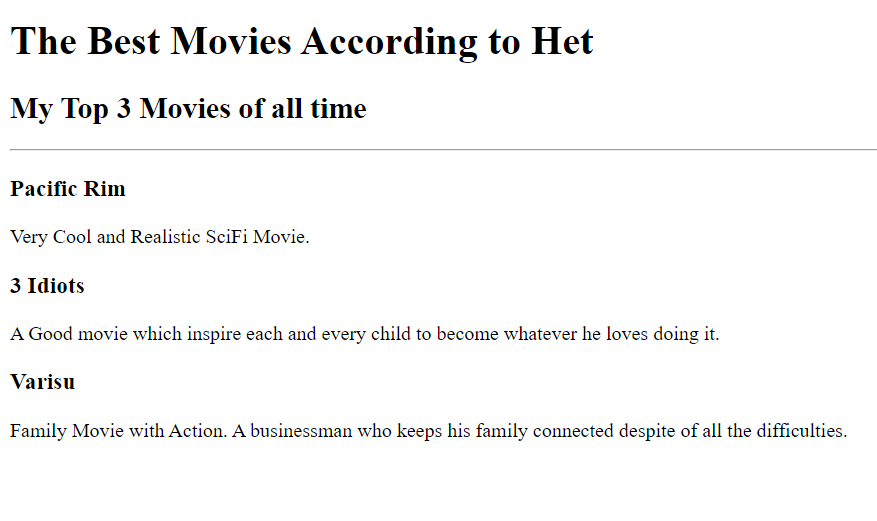 The Best Movies According to Het
My Top 3 Movies of all time
Pacific Rim
Very Cool and Realistic SciFi Movie.
3 Idiots
A Good movie which inspire each and every child to become whatever he loves doing it.
Varisu
Family Movie with Action. A businessman who keeps his family connected despite of all the difficulties.